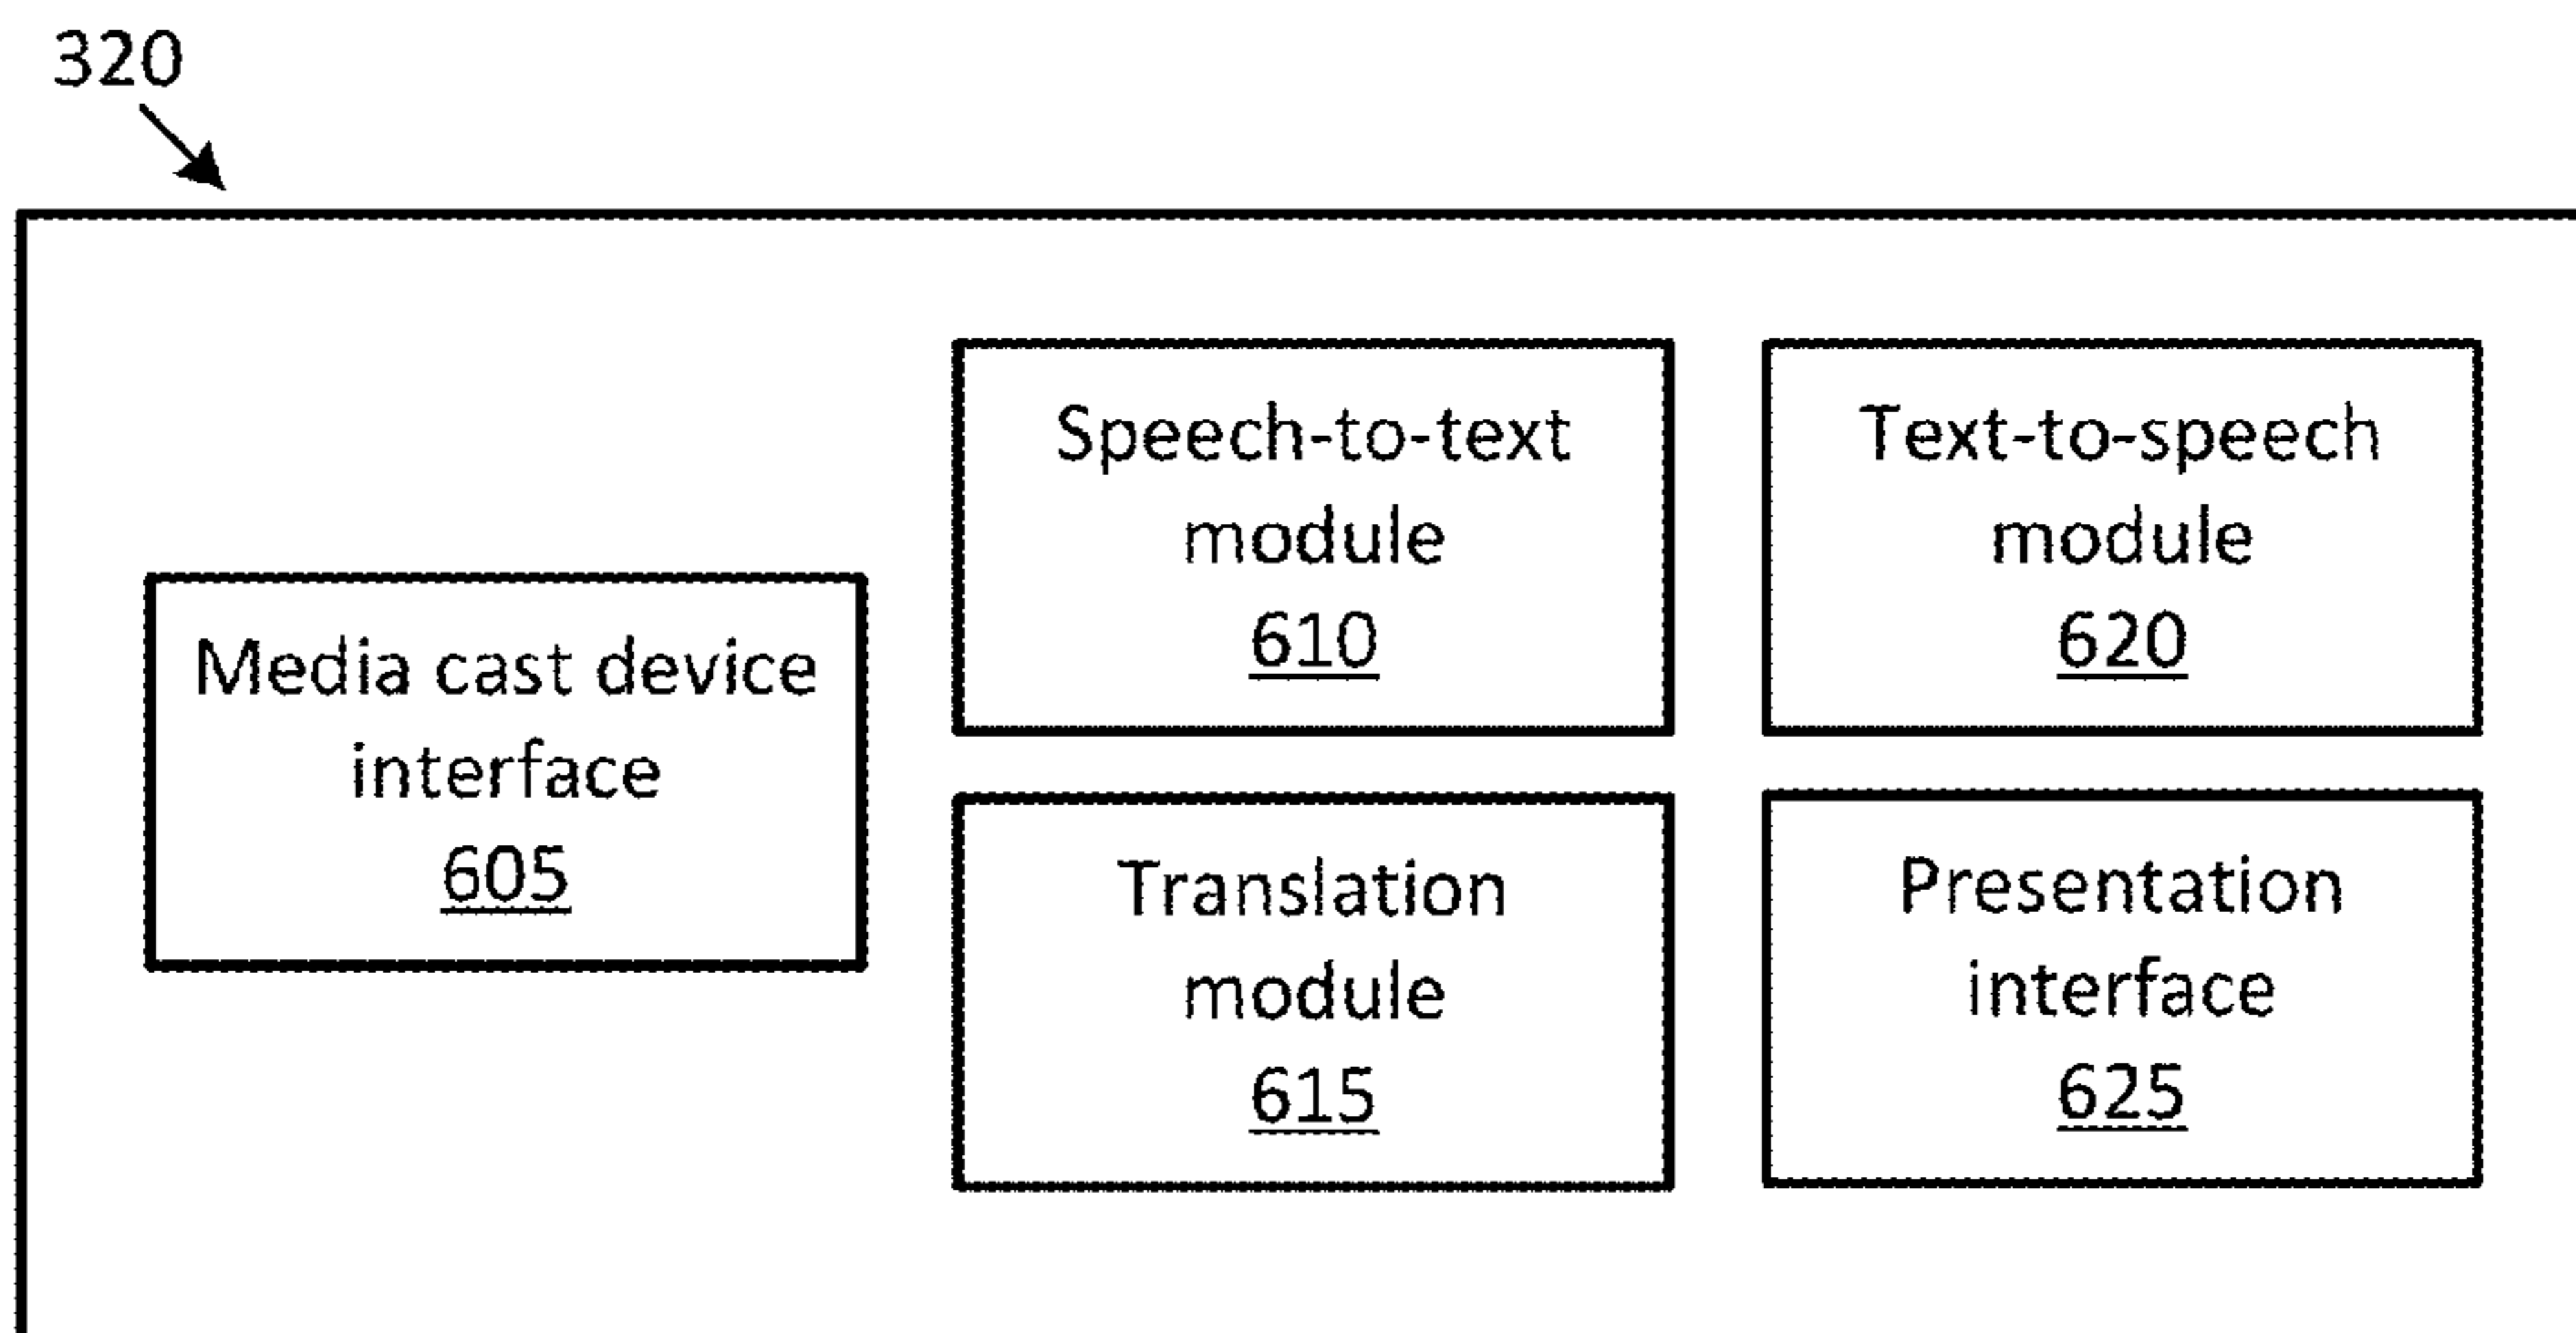 320
Media cast device
interface
605
Speech-to-text
module
610
Translation
module
615
Text-to-speech
module
620
Presentation
interface
625